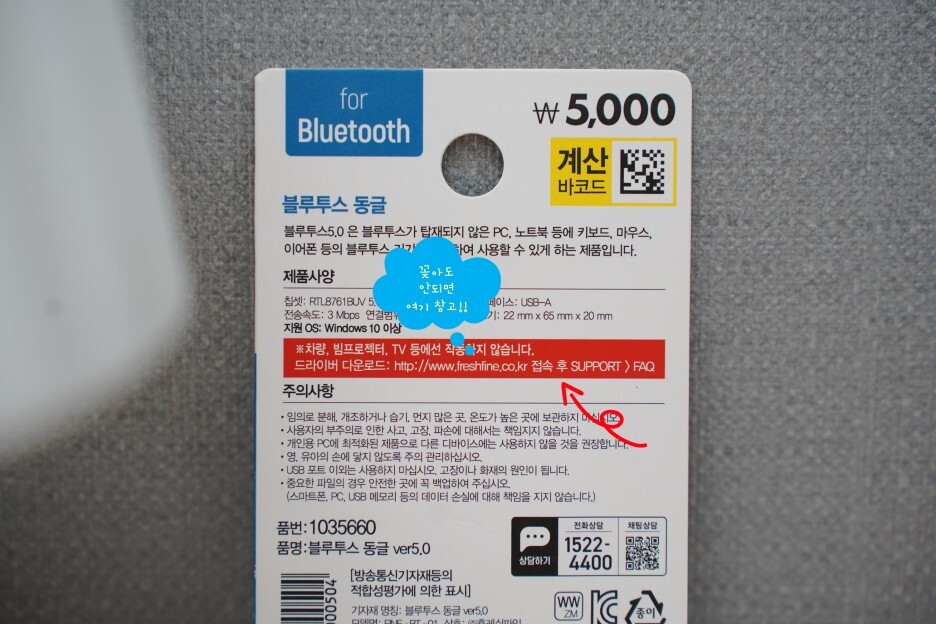 for
Bluetooth
₩ 5,000
계산
바코드
블루투스 동글
블루투스5.0 은 블루투스가 탑재되지 않은 PC, 노트북 등에 키보드, 마우스,
이어폰 등의 블루투스 하여 사용할 수 있게 하는 제품입니다.
꽂아도
안되면
여기 참고!!
제품사양
칩셋: RTL8761BUV 페이스: USB-A
전송속도: 3 Mbps 22 mm x 65 mm x 20 mm
지원 OS: Windows 10 이상
※차량, 빔프로젝터, TV 등에선 작동하지 않습니다.
드라이버 다운로드: http://www.freshfine.co.kr 접속 후 SUPPORT > FAQ
주의사항
• 임의로 분해, 개조하거나 습기, 먼지 많은 곳, 온도가 높은 곳에 보관하지 마십시오.
• 사용자의 부주의로 인한 사고, 고장, 파손에 대해서는 책임지지 않습니다.
• 개인용 PC에 최적화된 제품으로 다른 디바이스에는 사용하지 않을 것을 권장합니다.
• 영, 유아의 손에 닿지 않도록 주의 관리하십시오.
• USB 포트 이외는 사용하지 마십시오. 고장이나 화재의 원인이 됩니다.
• 중요한 파일의 경우 안전한 곳에 꼭 백업하여 주십시오.
(스마트폰, PC, USB 메모리 등의 데이터 손실에 대해 책임을 지지 않습니다.)
품번: 1035660
품명: 블루투스 동글 ver5.0
상담하기
전화상담
1522-
4400
채팅상담
00504
[방송통신기자재등의
적합성평가에 의한 표시]
기자재 명칭: 블루투스 동글 ver5.0
WW
ZM
종이